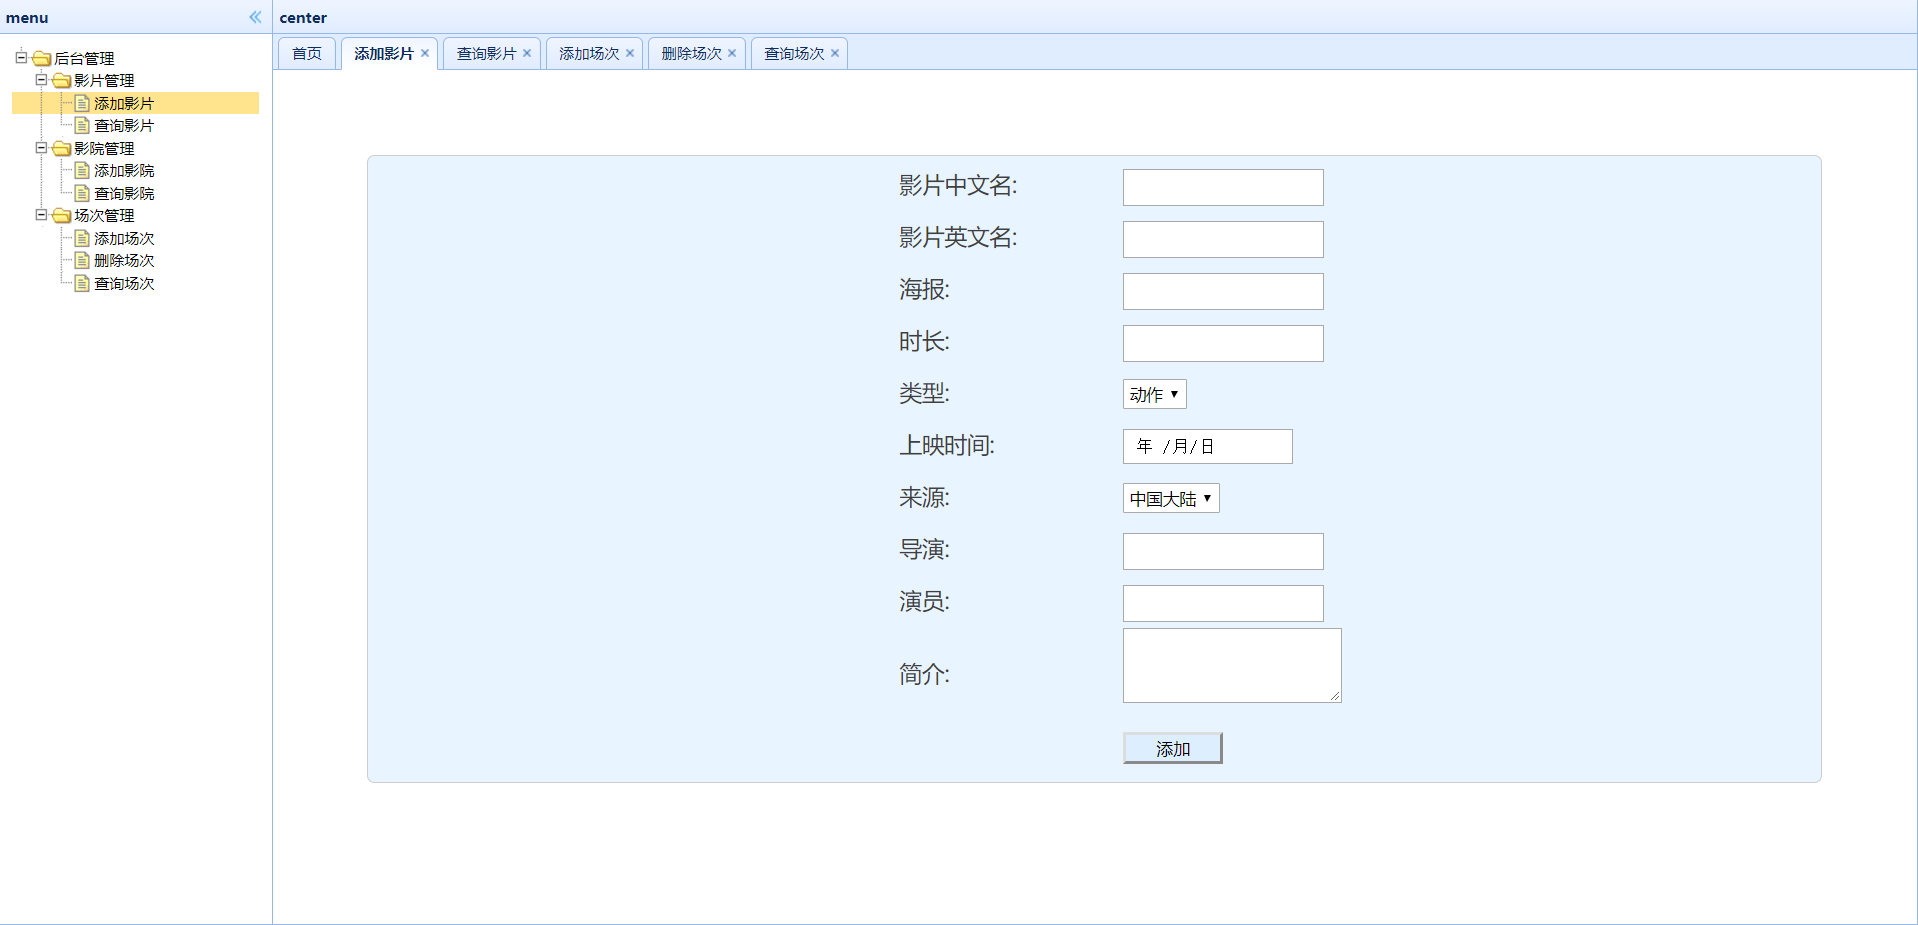 menu
center
后台管理
影片管理
添加影片
查询影片
影院管理
添加影院
查询影院
场次管理
添加场次
删除场次
查询场次
首页 添加影片 查询影片 添加场次 删除场次 查询场次
影片中文名:
影片英文名:
海报:
时长:
类型: 动作
上映时间: 年 /月/日
来源: 中国大陆
导演:
演员:
简介:
添加